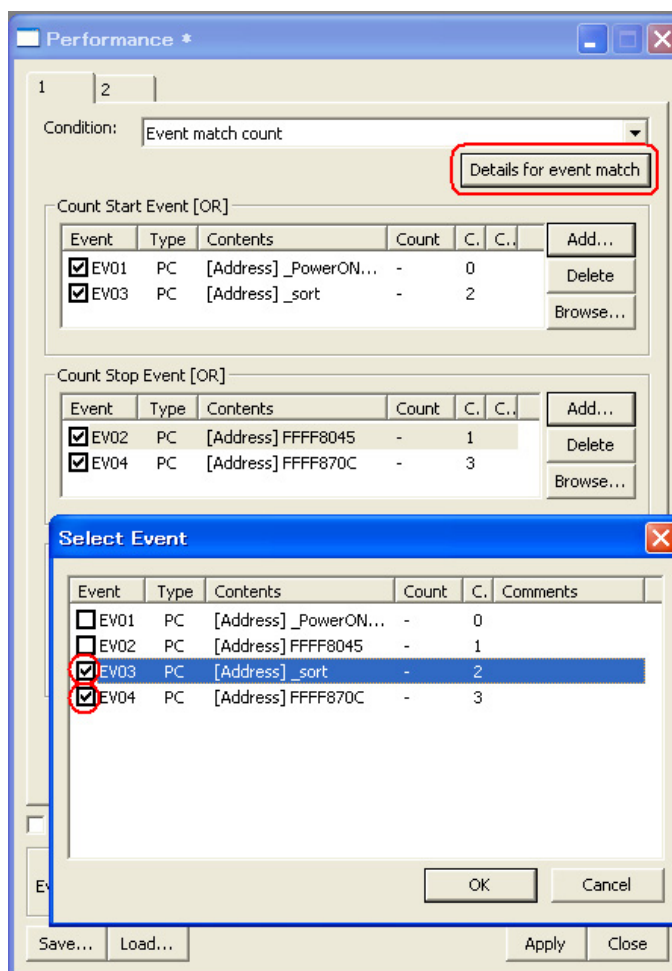 Performance *
1 2
Condition: Event match count
Details for event match
Count Start Event [OR]
Event Type Contents Count C. C.. Add...
EV01 PC [Address] _PowerON... - 0 Delete
EV03 PC [Address] _sort - 2 Browse...
Count Stop Event [OR]
Event Type Contents Count C. C.. Add...
EV02 PC [Address] FFFF8045 - 1 Delete
EV04 PC [Address] FFFF870C - 3 Browse...
Select Event
Event Type Contents Count C. Comments
EV01 PC [Address] _PowerON... - 0
EV02 PC [Address] FFFF8045 - 1
EV03 PC [Address] _sort - 2
EV04 PC [Address] FFFF870C - 3
OK Cancel
Save... Load... Apply Close